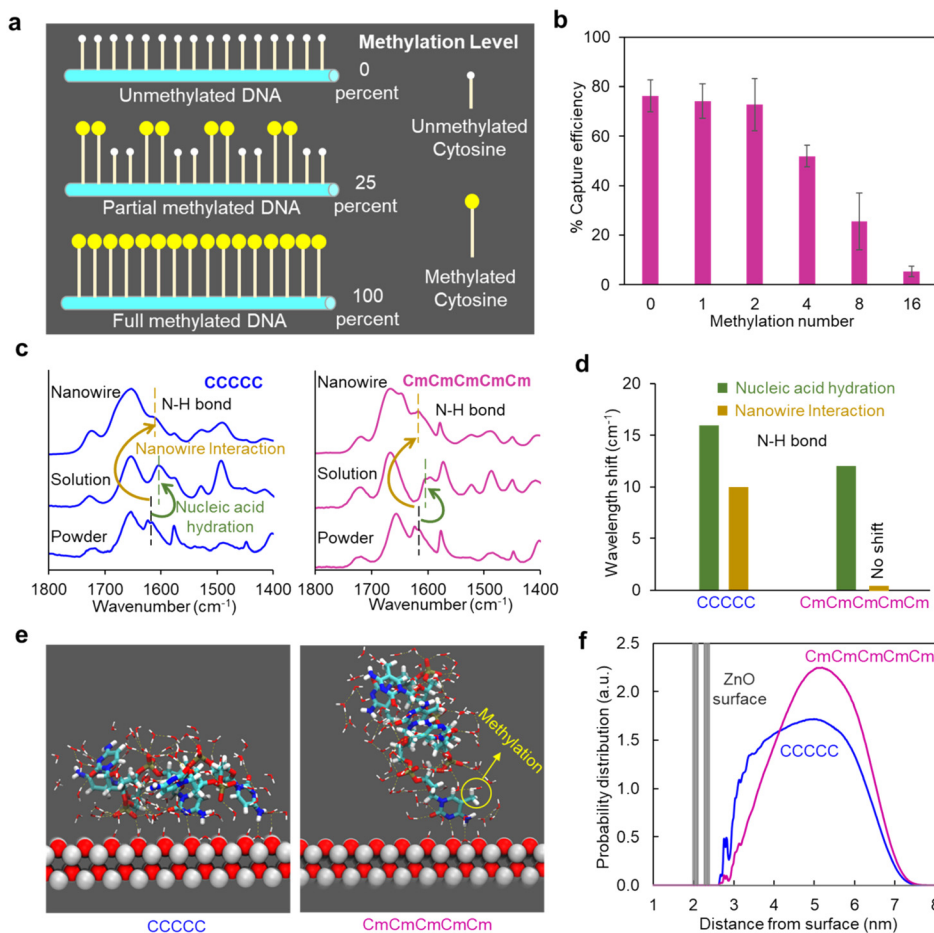 a
Methylation Level
0
percent
Unmethylated DNA
Unmethylated
Cytosine
25
percent
Partial methylated DNA
Methylated
Cytosine
100
percent
Full methylated DNA
b
% Capture efficiency
100
80
60
40
20
0
0 1 2 4 8 16
Methylation number
c
CCCCC
Nanowire
N-H bond
Nanowire Interaction
Solution
Nucleic acid
hydration
Powder
1800 1700 1600 1500 1400
Wavenumber (cm⁻¹)
CmCmCmCmCm
Nanowire
N-H bond
Solution
Powder
1800 1700 1600 1500 1400
Wavenumber (cm⁻¹)
d
Wavelength shift (cm⁻¹)
20
15
10
5
0
Nucleic acid hydration
Nanowire Interaction
N-H bond
No shift
CCCCC
CmCmCmCmCm
e
Methylation
CCCCC
CmCmCmCmCm
f
Probability distribution (a.u.)
2.5
2.0
1.5
1.0
0.5
0.0
CmCmCmCmCm
ZnO
surface
CCCCC
1 2 3 4 5 6 7 8
Distance from surface (nm)